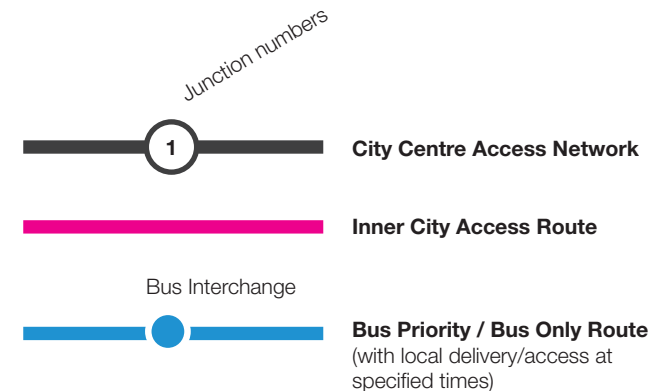 Junction numbers
1
City Centre Access Network
Inner City Access Route
Bus Interchange
Bus Priority / Bus Only Route
(with local delivery/access at
specified times)